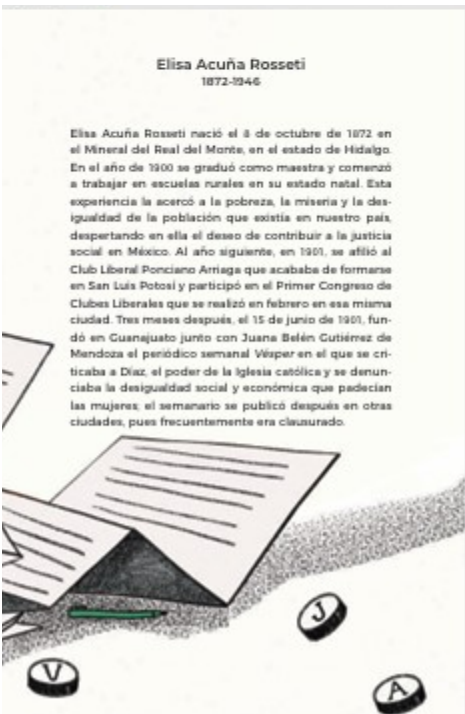 Elisa Acuña Rosseti
1872-1946
Elisa Acuña Rosseti nació el 8 de octubre de 1872 en
el Mineral del Real del Monte, en el estado de Hidalgo.
En el año de 1900 se graduó como maestra y comenzó
a trabajar en escuelas rurales en su estado natal. Esta
experiencia la acercó a la pobreza, la miseria y la des-
igualdad de la población que existía en nuestro país,
despertando en ella el deseo de contribuir a la justicia
social en México. Al año siguiente, en 1901, se afilió al
Club Liberal Ponciano Arriaga que acababa de formarse
en San Luis Potosí y participó en el Primer Congreso de
Clubes Liberales que se realizó en febrero en esa misma
ciudad. Tres meses después, el 15 de junio de 1901, fun-
dó en Guanajuato junto con Juana Belén Gutiérrez de
Mendoza el periódico semanal Vésper en el que se cri-
ticaba a Díaz, el poder de la Iglesia católica y se denun-
ciaba la desigualdad social y económica que padecían
las mujeres; el semanario se publicó después en otras
ciudades, pues frecuentemente era clausurado.
J
V
A